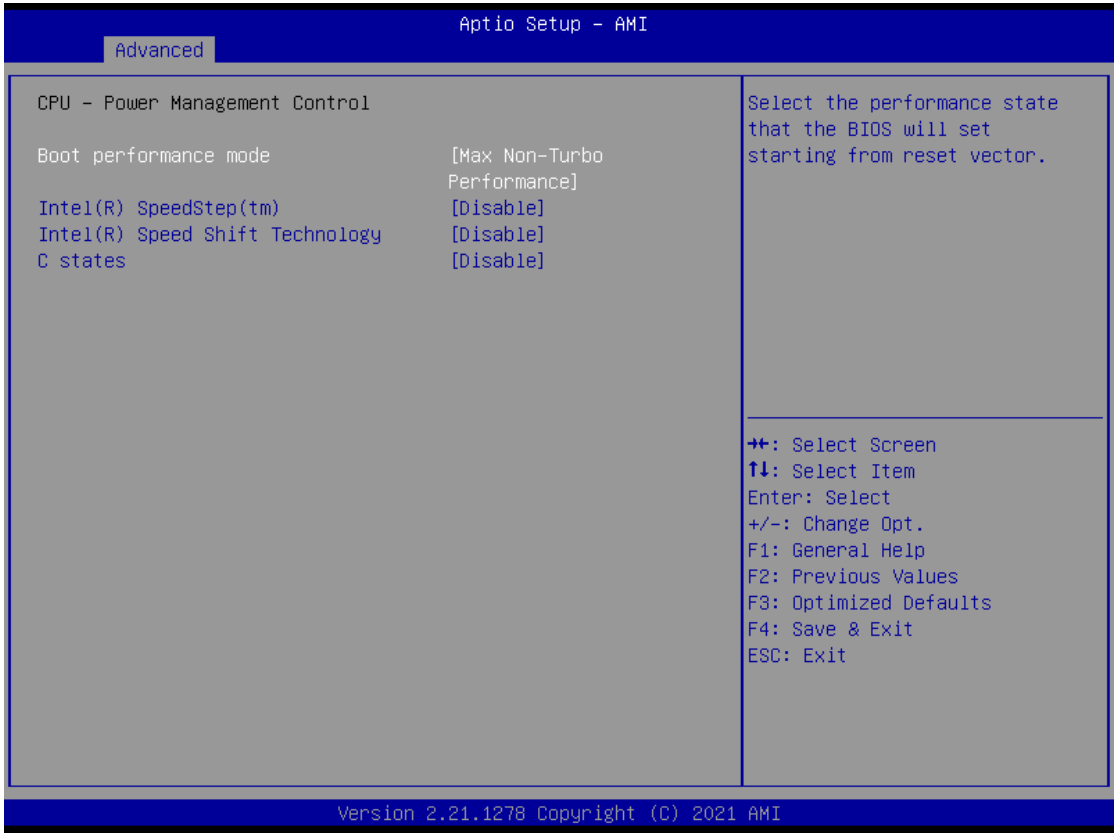 Aptio Setup – AMI
Advanced
CPU – Power Management Control
Boot performance mode [Max Non-Turbo
Performance]
Intel(R) SpeedStep(tm) [Disable]
Intel(R) Speed Shift Technology [Disable]
C states [Disable]
Select the performance state
that the BIOS will set
starting from reset vector.
→←: Select Screen
↑↓: Select Item
Enter: Select
+/-: Change Opt.
F1: General Help
F2: Previous Values
F3: Optimized Defaults
F4: Save & Exit
ESC: Exit
Version 2.21.1278 Copyright (C) 2021 AMI